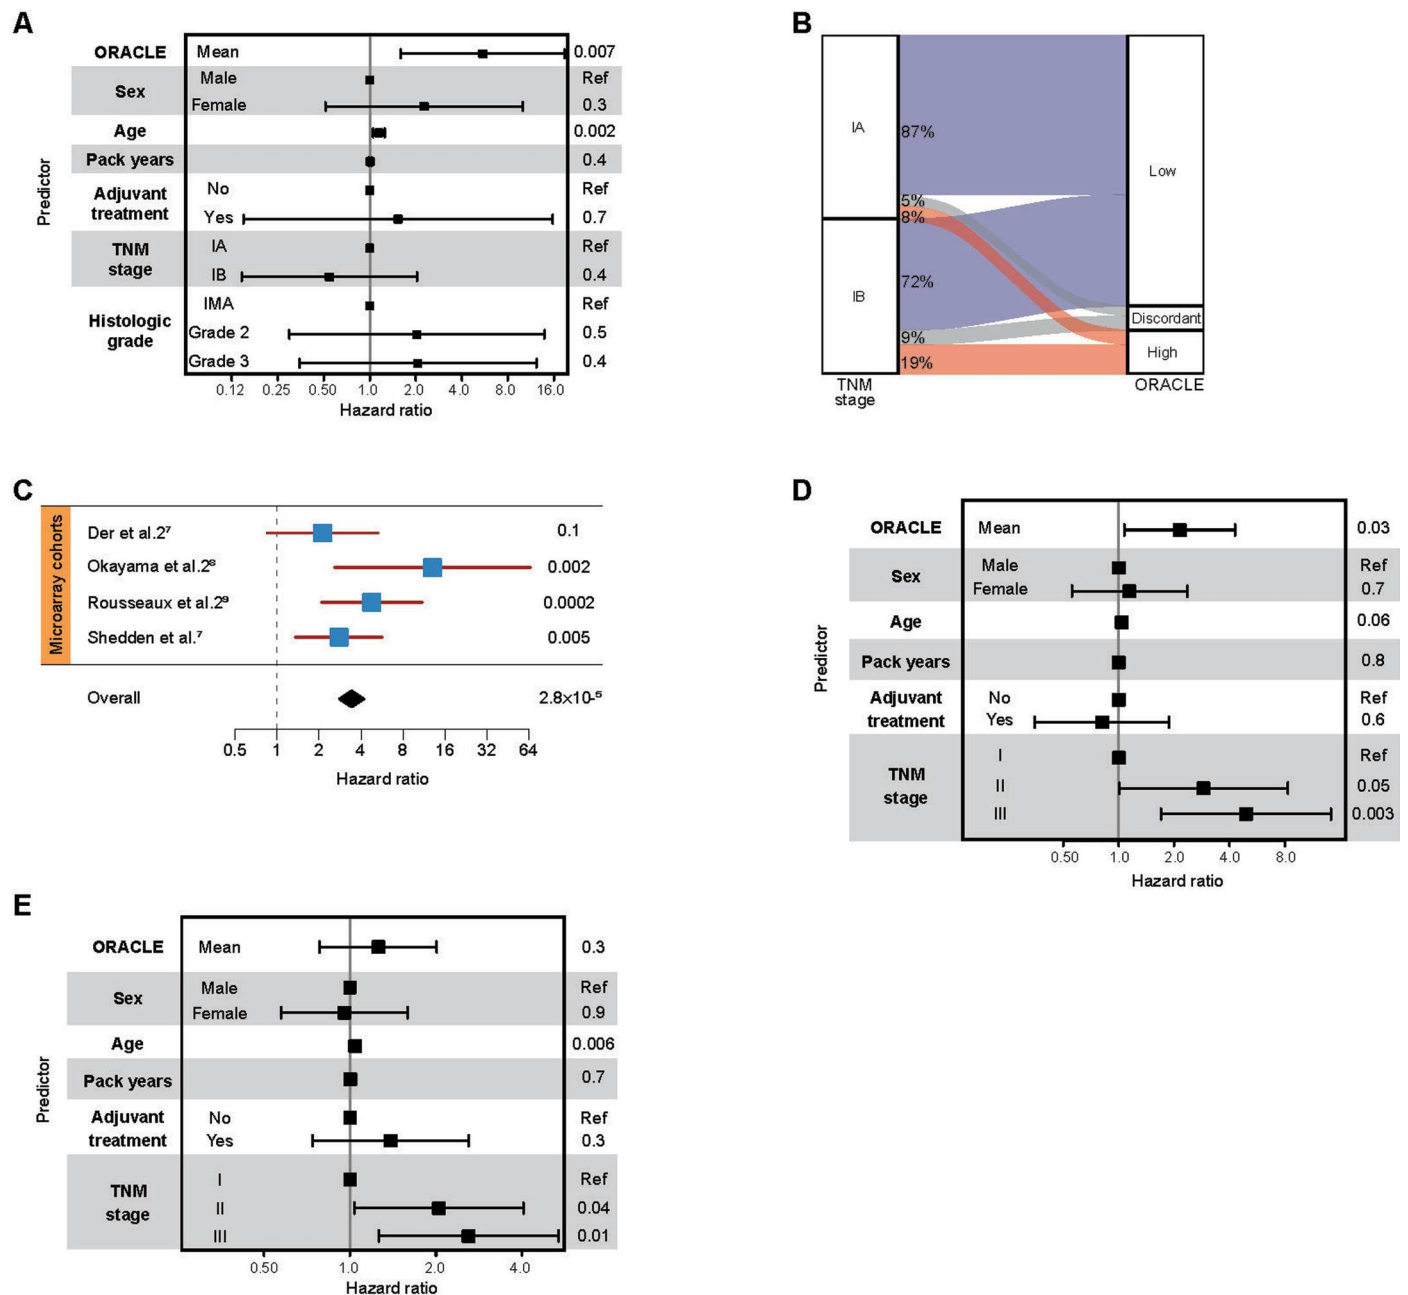 A
ORACLE Mean 0.007
Male Ref
Sex
Female 0.3
Age 0.002
Pack years 0.4
Adjuvant treatment
No Ref
Yes 0.7
TNM stage
IA Ref
IB 0.4
Histologic grade
IMA Ref
Grade 2 0.5
Grade 3 0.4
Predictor
0.12 0.25 0.50 1.0 2.0 4.0 8.0 16.0
Hazard ratio
B
IA
IB
87%
5%
8%
72%
9%
19%
Low
Discordant
High
TNM stage
ORACLE
C
Microarray cohorts
Der et al.2⁷ 0.1
Okayama et al.2⁸ 0.002
Rousseaux et al.2⁹ 0.0002
Shedden et al.⁷ 0.005
Overall 2.8×10-⁵
0.5 1 2 4 8 16 32 64
Hazard ratio
D
ORACLE Mean 0.03
Male Ref
Sex
Female 0.7
Age 0.06
Pack years 0.8
Adjuvant treatment
No Ref
Yes 0.6
TNM stage
I Ref
II 0.05
III 0.003
Predictor
0.50 1.0 2.0 4.0 8.0
Hazard ratio
E
ORACLE Mean 0.3
Male Ref
Sex
Female 0.9
Age 0.006
Pack years 0.7
Adjuvant treatment
No Ref
Yes 0.3
TNM stage
I Ref
II 0.04
III 0.01
Predictor
0.50 1.0 2.0 4.0
Hazard ratio